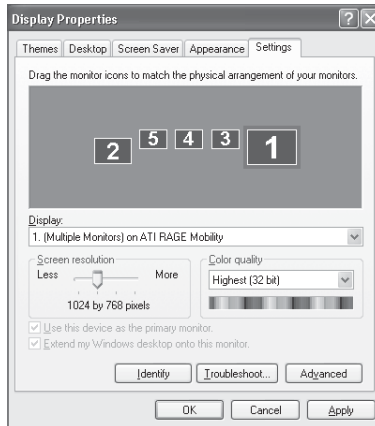 Display Properties
Themes Desktop Screen Saver Appearance Settings
Drag the monitor icons to match the physical arrangement of your monitors.
2 5 4 3 1
Display:
1. (Multiple Monitors) on ATI RAGE Mobility
Screen resolution
Less More
1024 by 768 pixels
Color quality
Highest (32 bit)
Use this device as the primary monitor.
Extend my Windows desktop onto this monitor.
Identify Troubleshoot... Advanced
OK Cancel Apply